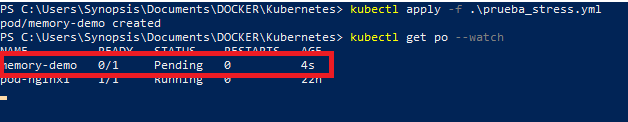 PS C:\Users\Synopsis\Documents\DOCKER\Kubernetes> kubectl apply -f .\prueba_stress.yml
pod/memory-demo created
PS C:\Users\Synopsis\Documents\DOCKER\Kubernetes> kubectl get po --watch
NAME READY STATUS RESTARTS AGE
memory-demo 0/1 Pending 0 4s
pod-nginx1 1/1 Running 0 22h